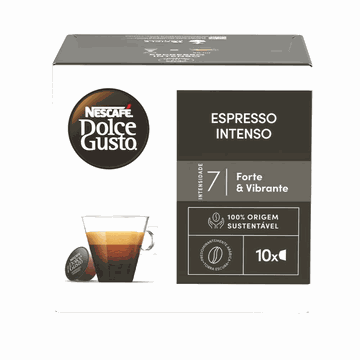 NESCAFÉ
Dolce
Gusto
ESPRESSO
INTENSO
INTENSIDADE
7
Forte
& Vibrante
100% ORIGEM
SUSTENTÁVEL
10x